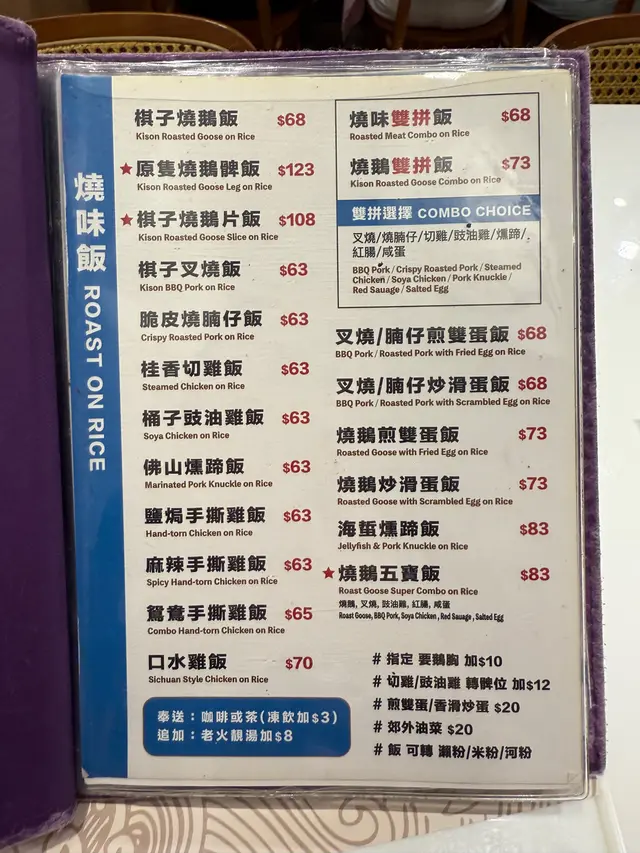 燒味飯 ROAST ON RICE
棋子燒鵝飯 $68
Kison Roasted Goose on Rice
★原隻燒鵝髀飯 $123
Kison Roasted Goose Leg on Rice
★棋子燒鵝片飯 $108
Kison Roasted Goose Slice on Rice
棋子叉燒飯 $63
Kison BBQ Pork on Rice
脆皮燒腩仔飯 $63
Crispy Roasted Pork on Rice
桂香切雞飯 $63
Steamed Chicken on Rice
桶子豉油雞飯 $63
Soya Chicken on Rice
佛山燻蹄飯 $63
Marinated Pork Knuckle on Rice
鹽焗手撕雞飯 $63
Hand-torn Chicken on Rice
麻辣手撕雞飯 $63
Spicy Hand-torn Chicken on Rice
鴛鴦手撕雞飯 $65
Combo Hand-torn Chicken on Rice
口水雞飯 $70
Sichuan Style Chicken on Rice
奉送：咖啡或茶(凍飲加$3)
追加：老火靚湯加$8
燒味雙拼飯 $68
Roasted Meat Combo on Rice
燒鵝雙拼飯 $73
Kison Roasted Goose Combo on Rice
雙拼選擇 COMBO CHOICE
叉燒/燒腩仔/切雞/豉油雞/燻蹄/
紅腸/咸蛋
BBQ Pork / Crispy Roasted Pork / Steamed
Chicken / Soya Chicken / Pork Knuckle /
Red Sauage / Salted Egg
叉燒/腩仔煎雙蛋飯 $68
BBQ Pork / Roasted Pork with Fried Egg on Rice
叉燒/腩仔炒滑蛋飯 $68
BBQ Pork / Roasted Pork with Scrambled Egg on Rice
燒鵝煎雙蛋飯 $73
Roasted Goose with Fried Egg on Rice
燒鵝炒滑蛋飯 $73
Roasted Goose with Scrambled Egg on Rice
海蜇燻蹄飯 $83
Jellyfish & Pork Knuckle on Rice
★燒鵝五寶飯 $83
Roast Goose Super Combo on Rice
燒鵝, 叉燒, 豉油雞, 紅腸, 咸蛋
Roast Goose, BBQ Pork, Soya Chicken, Red Sauage, Salted Egg
# 指定 要鵝胸 加$10
# 切雞/豉油雞 轉髀位 加$12
# 煎雙蛋/香滑炒蛋 $20
# 郊外油菜 $20
# 飯 可轉 瀨粉/米粉/河粉